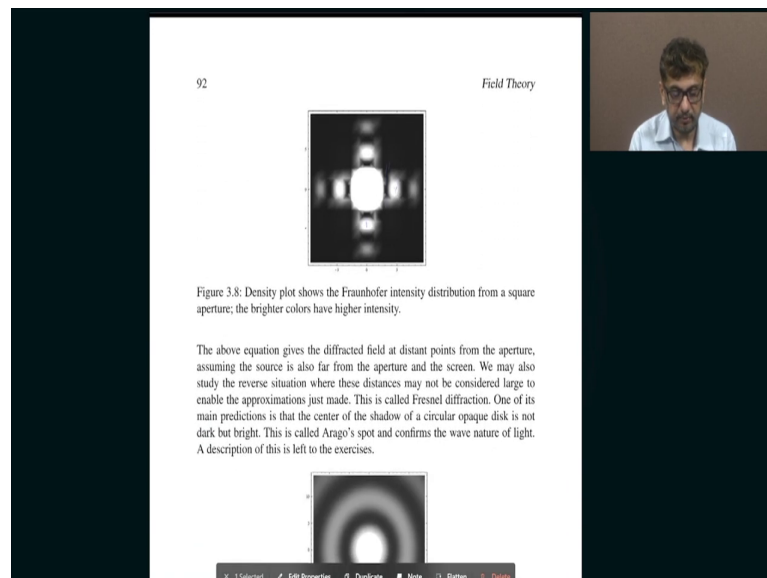 92
Field Theory
Figure 3.8: Density plot shows the Fraunhofer intensity distribution from a square
aperture; the brighter colors have higher intensity.
The above equation gives the diffracted field at distant points from the aperture,
assuming the source is also far from the aperture and the screen. We may also
study the reverse situation where these distances may not be considered large to
enable the approximations just made. This is called Fresnel diffraction. One of its
main predictions is that the center of the shadow of a circular opaque disk is not
dark but bright. This is called Arago's spot and confirms the wave nature of light.
A description of this is left to the exercises.
1 Selected Edit Properties Duplicate Note Flatten Delete